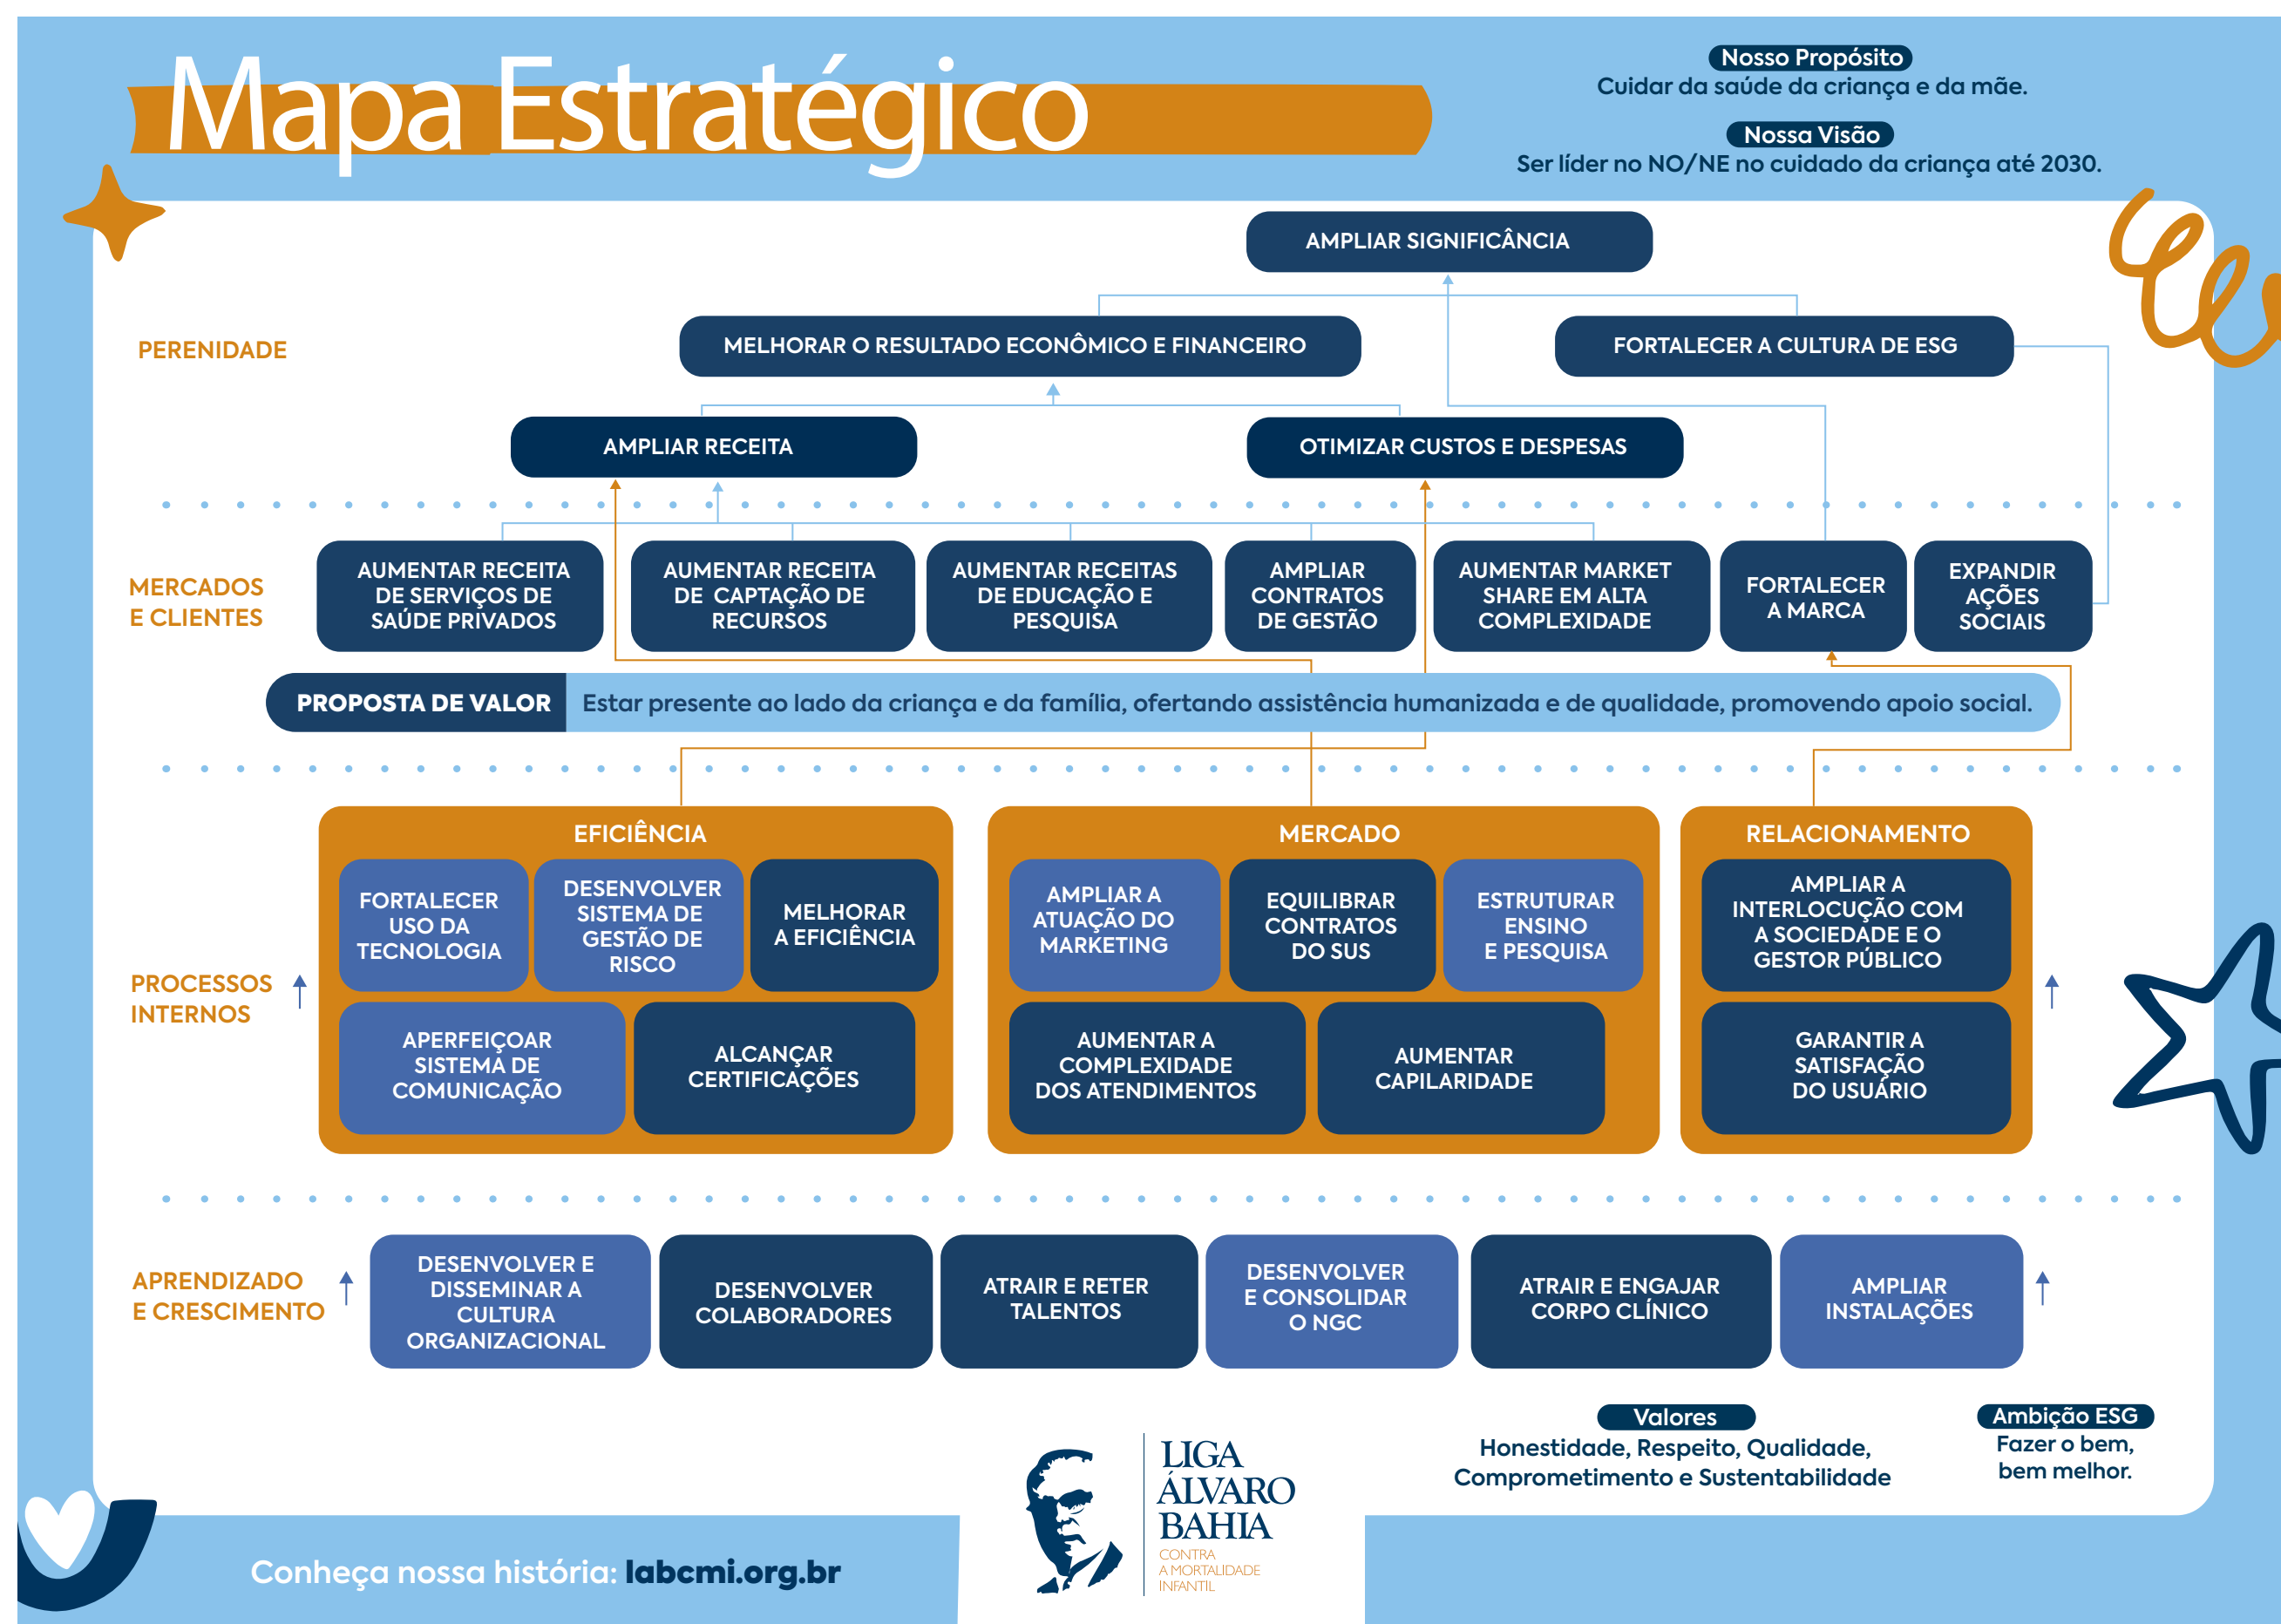 Mapa Estratégico
Nosso Propósito
Cuidar da saúde da criança e da mãe.
Nossa Visão
Ser líder no NO/NE no cuidado da criança até 2030.
AMPLIAR SIGNIFICÂNCIA
PERENIDADE
MELHORAR O RESULTADO ECONÔMICO E FINANCEIRO
FORTALECER A CULTURA DE ESG
AMPLIAR RECEITA
OTIMIZAR CUSTOS E DESPESAS
MERCADOS
E CLIENTES
AUMENTAR RECEITA
DE SERVIÇOS DE
SAÚDE PRIVADOS
AUMENTAR RECEITA
DE CAPTAÇÃO DE
RECURSOS
AUMENTAR RECEITAS
DE EDUCAÇÃO E
PESQUISA
AMPLIAR
CONTRATOS
DE GESTÃO
AUMENTAR MARKET
SHARE EM ALTA
COMPLEXIDADE
FORTALECER
A MARCA
EXPANDIR
AÇÕES
SOCIAIS
PROPOSTA DE VALOR
Estar presente ao lado da criança e da família, ofertando assistência humanizada e de qualidade, promovendo apoio social.
PROCESSOS
INTERNOS
EFICIÊNCIA
FORTALECER
USO DA
TECNOLOGIA
DESENVOLVER
SISTEMA DE
GESTÃO DE
RISCO
MELHORAR
A EFICIÊNCIA
APERFEIÇOAR
SISTEMA DE
COMUNICAÇÃO
ALCANÇAR
CERTIFICAÇÕES
MERCADO
AMPLIAR A
ATUAÇÃO DO
MARKETING
EQUILIBRAR
CONTRATOS
DO SUS
ESTRUTURAR
ENSINO
E PESQUISA
AUMENTAR A
COMPLEXIDADE
DOS ATENDIMENTOS
AUMENTAR
CAPILARIDADE
RELACIONAMENTO
AMPLIAR A
INTERLOCUÇÃO COM
A SOCIEDADE E O
GESTOR PÚBLICO
GARANTIR A
SATISFAÇÃO
DO USUÁRIO
APRENDIZADO
E CRESCIMENTO
DESENVOLVER E
DISSEMINAR A
CULTURA
ORGANIZACIONAL
DESENVOLVER
COLABORADORES
ATRAIR E RETER
TALENTOS
DESENVOLVER
E CONSOLIDAR
O NGC
ATRAIR E ENGAJAR
CORPO CLÍNICO
AMPLIAR
INSTALAÇÕES
Valores
Honestidade, Respeito, Qualidade,
Comprometimento e Sustentabilidade
Ambição ESG
Fazer o bem,
bem melhor.
LIGA
ÁLVARO
BAHIA
CONTRA
A MORTALIDADE
INFANTIL
Conheça nossa história: labcmi.org.br